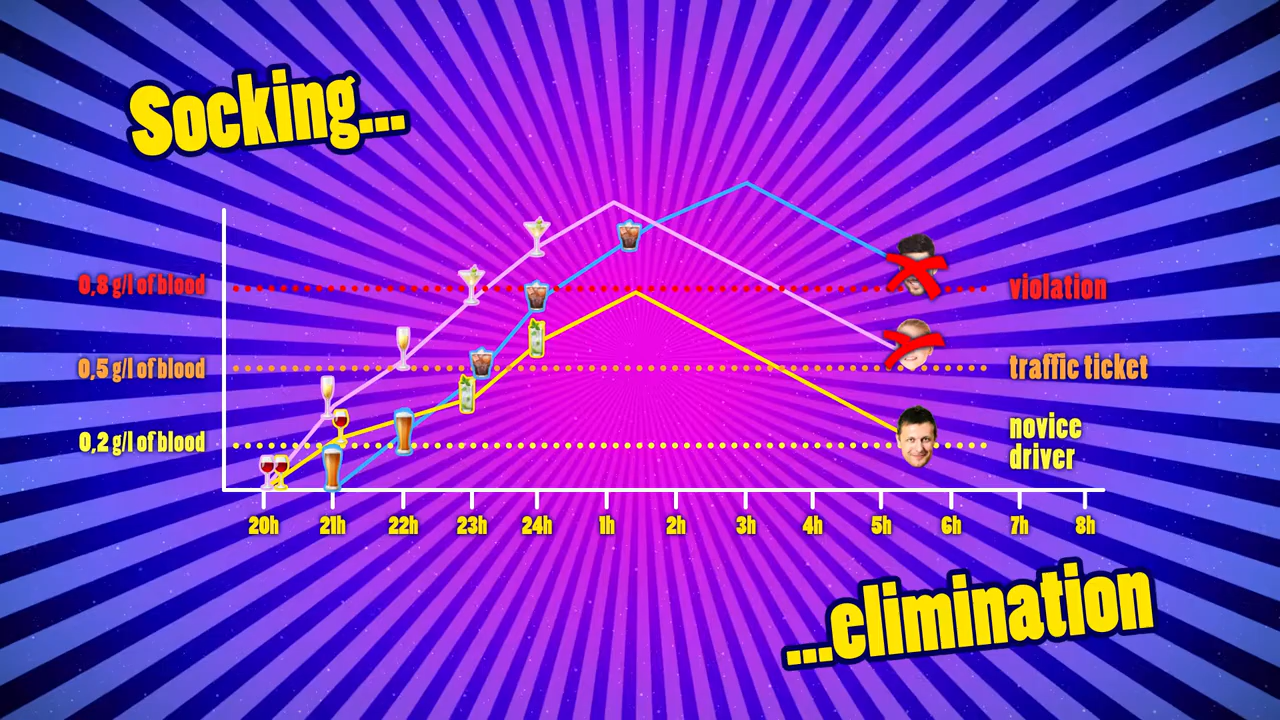 Socking...
0,8 g/l of blood
violation
0,5 g/l of blood
traffic ticket
0,2 g/l of blood
novice
driver
20h 21h 22h 23h 24h 1h 2h 3h 4h 5h 6h 7h 8h
...elimination